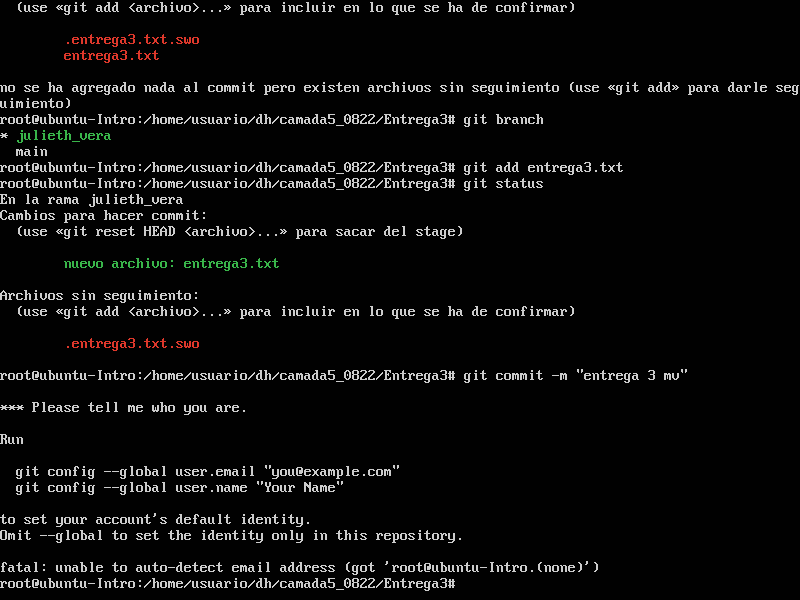 (use «git add <archivo>...» para incluir en lo que se ha de confirmar)
.entrega3.txt.swo
entrega3.txt
no se ha agregado nada al commit pero existen archivos sin seguimiento (use «git add» para darle seg
uimiento)
root@ubuntu-Intro:/home/usuario/dh/camada5_0822/Entrega3# git branch
* julieth_vera
main
root@ubuntu-Intro:/home/usuario/dh/camada5_0822/Entrega3# git add entrega3.txt
root@ubuntu-Intro:/home/usuario/dh/camada5_0822/Entrega3# git status
En la rama julieth_vera
Cambios para hacer commit:
(use «git reset HEAD <archivo>...» para sacar del stage)
nuevo archivo: entrega3.txt
Archivos sin seguimiento:
(use «git add <archivo>...» para incluir en lo que se ha de confirmar)
.entrega3.txt.swo
root@ubuntu-Intro:/home/usuario/dh/camada5_0822/Entrega3# git commit -m "entrega 3 mv"
*** Please tell me who you are.
Run
git config --global user.email "you@example.com"
git config --global user.name "Your Name"
to set your account's default identity.
Omit --global to set the identity only in this repository.
fatal: unable to auto-detect email address (got 'root@ubuntu-Intro.(none)')
root@ubuntu-Intro:/home/usuario/dh/camada5_0822/Entrega3#